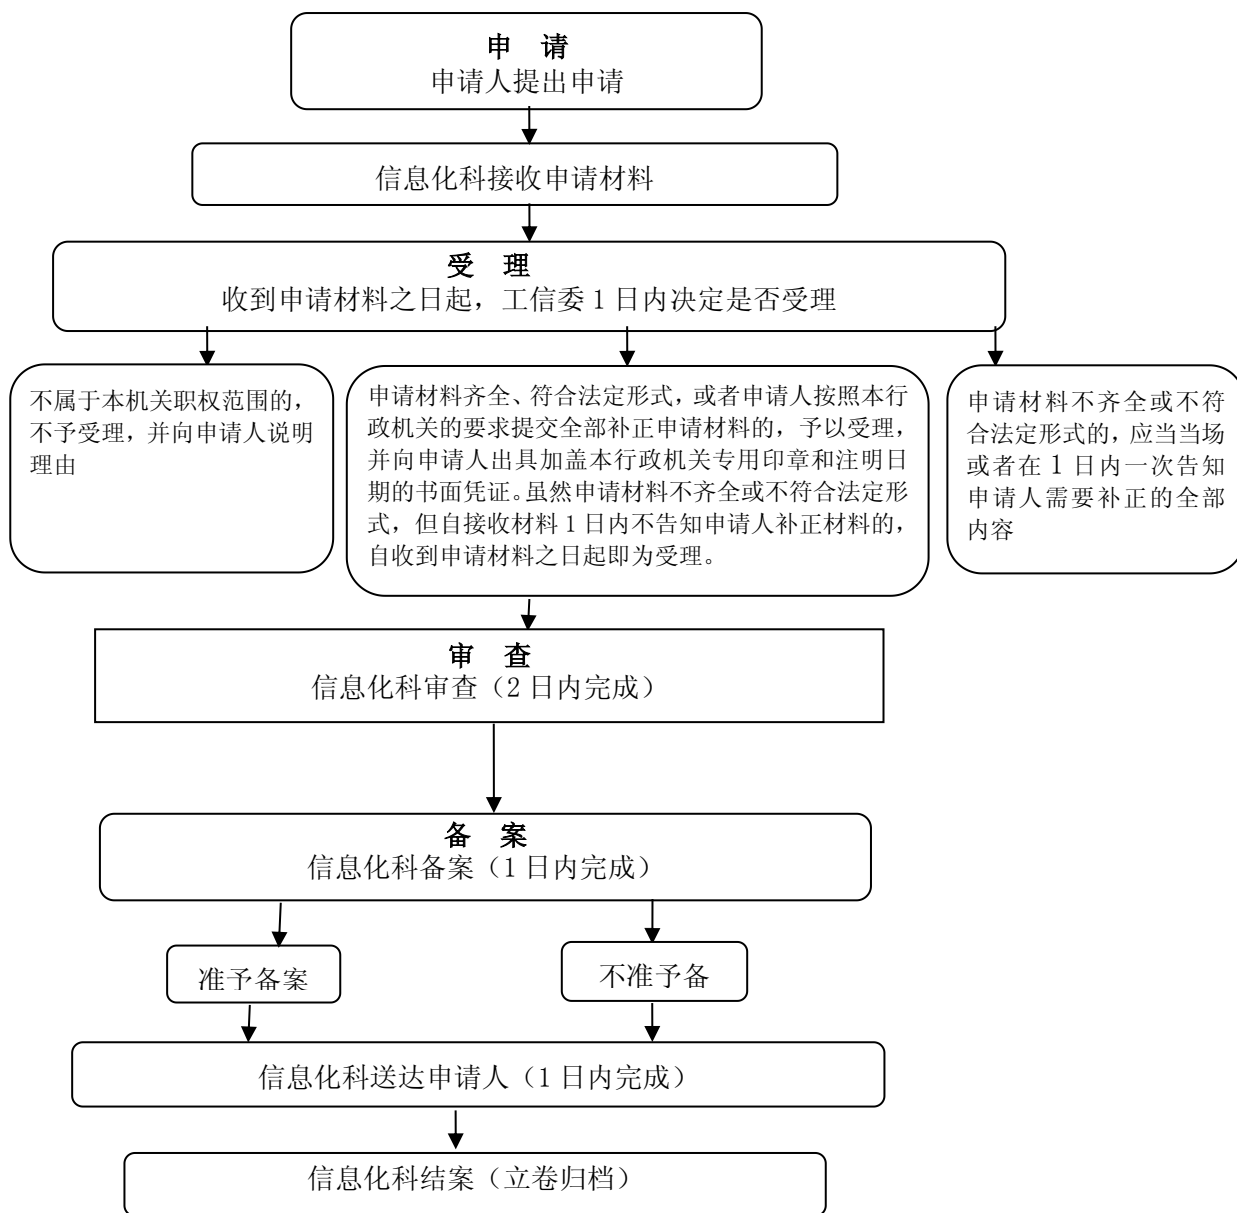 申　请
申请人提出申请
信息化科接收申请材料
受　理
收到申请材料之日起，工信委 1 日内决定是否受理
不属于本机关职权范围的，
不予受理，并向申请人说明
理由
申请材料齐全、符合法定形式，或者申请人按照本行
政机关的要求提交全部补正申请材料的，予以受理，
并向申请人出具加盖本行政机关专用印章和注明日
期的书面凭证。虽然申请材料不齐全或不符合法定形
式，但自接收材料 1 日内不告知申请人补正材料的，
自收到申请材料之日起即为受理。
申请材料不齐全或不符
合法定形式的，应当当场
或者在 1 日内一次告知
申请人需要补正的全部
内容
审　查
信息化科审查（2 日内完成）
备　案
信息化科备案（1 日内完成）
准予备案
不准予备
信息化科送达申请人（1 日内完成）
信息化科结案（立卷归档）